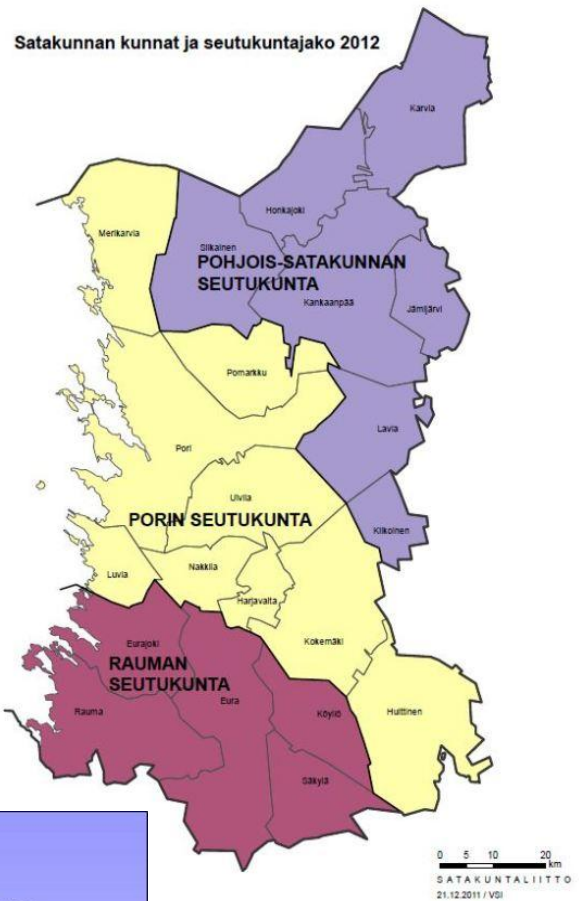 Satakunnan kunnat ja seutukuntajako 2012
Karvia
Honkajoki
Merikarvia
Siikainen
POHJOIS-SATAKUNNAN
SEUTUKUNTA
Kankaanpää
Jämijärvi
Pomarkku
Lavia
Pori
Ulvila
PORIN SEUTUKUNTA
Kiikoinen
Luvia
Nakkila
Harjavalta
Kokemäki
Eurajoki
RAUMAN
SEUTUKUNTA
Rauma
Eura
Köyliö
Huittinen
Säkylä
0 5 10 20
km
SATAKUNTALIITTO
21.12.2011 / VSI